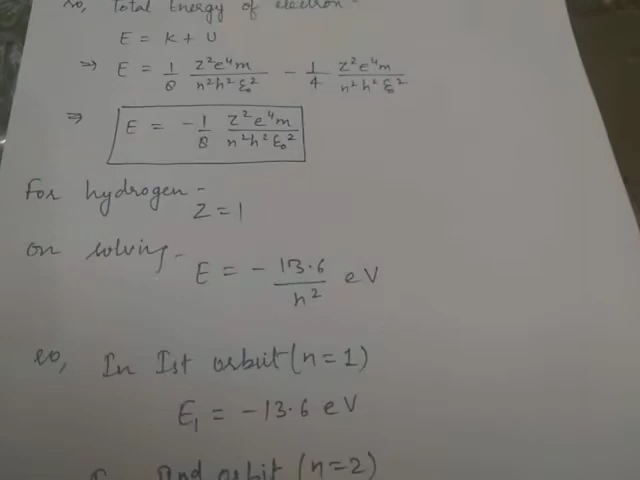 So, Total Energy of electron-
E = K + U
⇒ E = 1/8 Z²e⁴m/n²h²ε₀² - 1/4 Z²e⁴m/n²h²ε₀²
⇒ E = -1/8 Z²e⁴m/n²h²ε₀²
For hydrogen-
Z = 1
on solving-
E = - 13.6/n² eV
so, In Ist orbit (n=1)
E₁ = -13.6 eV
IInd orbit (n=2)